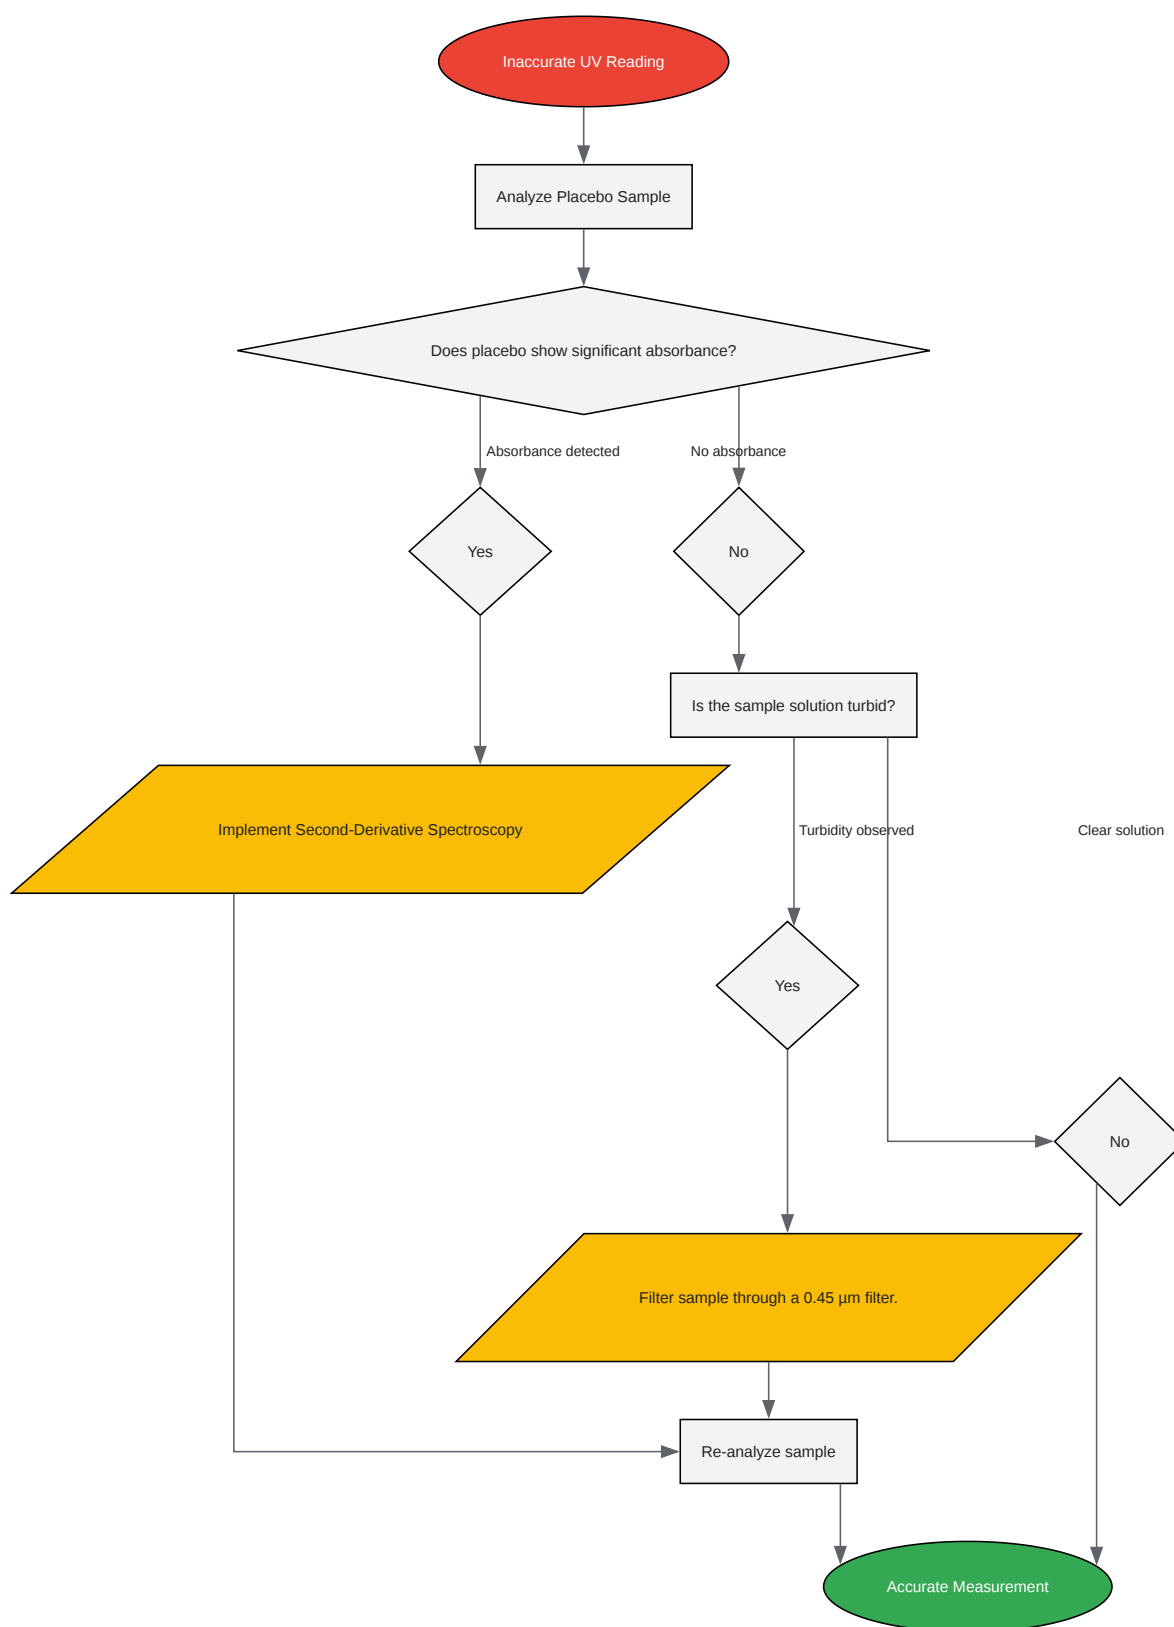 Inaccurate UV Reading
Analyze Placebo Sample
Does placebo show significant absorbance?
Absorbance detected
No absorbance
Yes
No
Is the sample solution turbid?
Implement Second-Derivative Spectroscopy
Turbidity observed
Clear solution
Yes
No
Filter sample through a 0.45 µm filter.
Re-analyze sample
Accurate Measurement